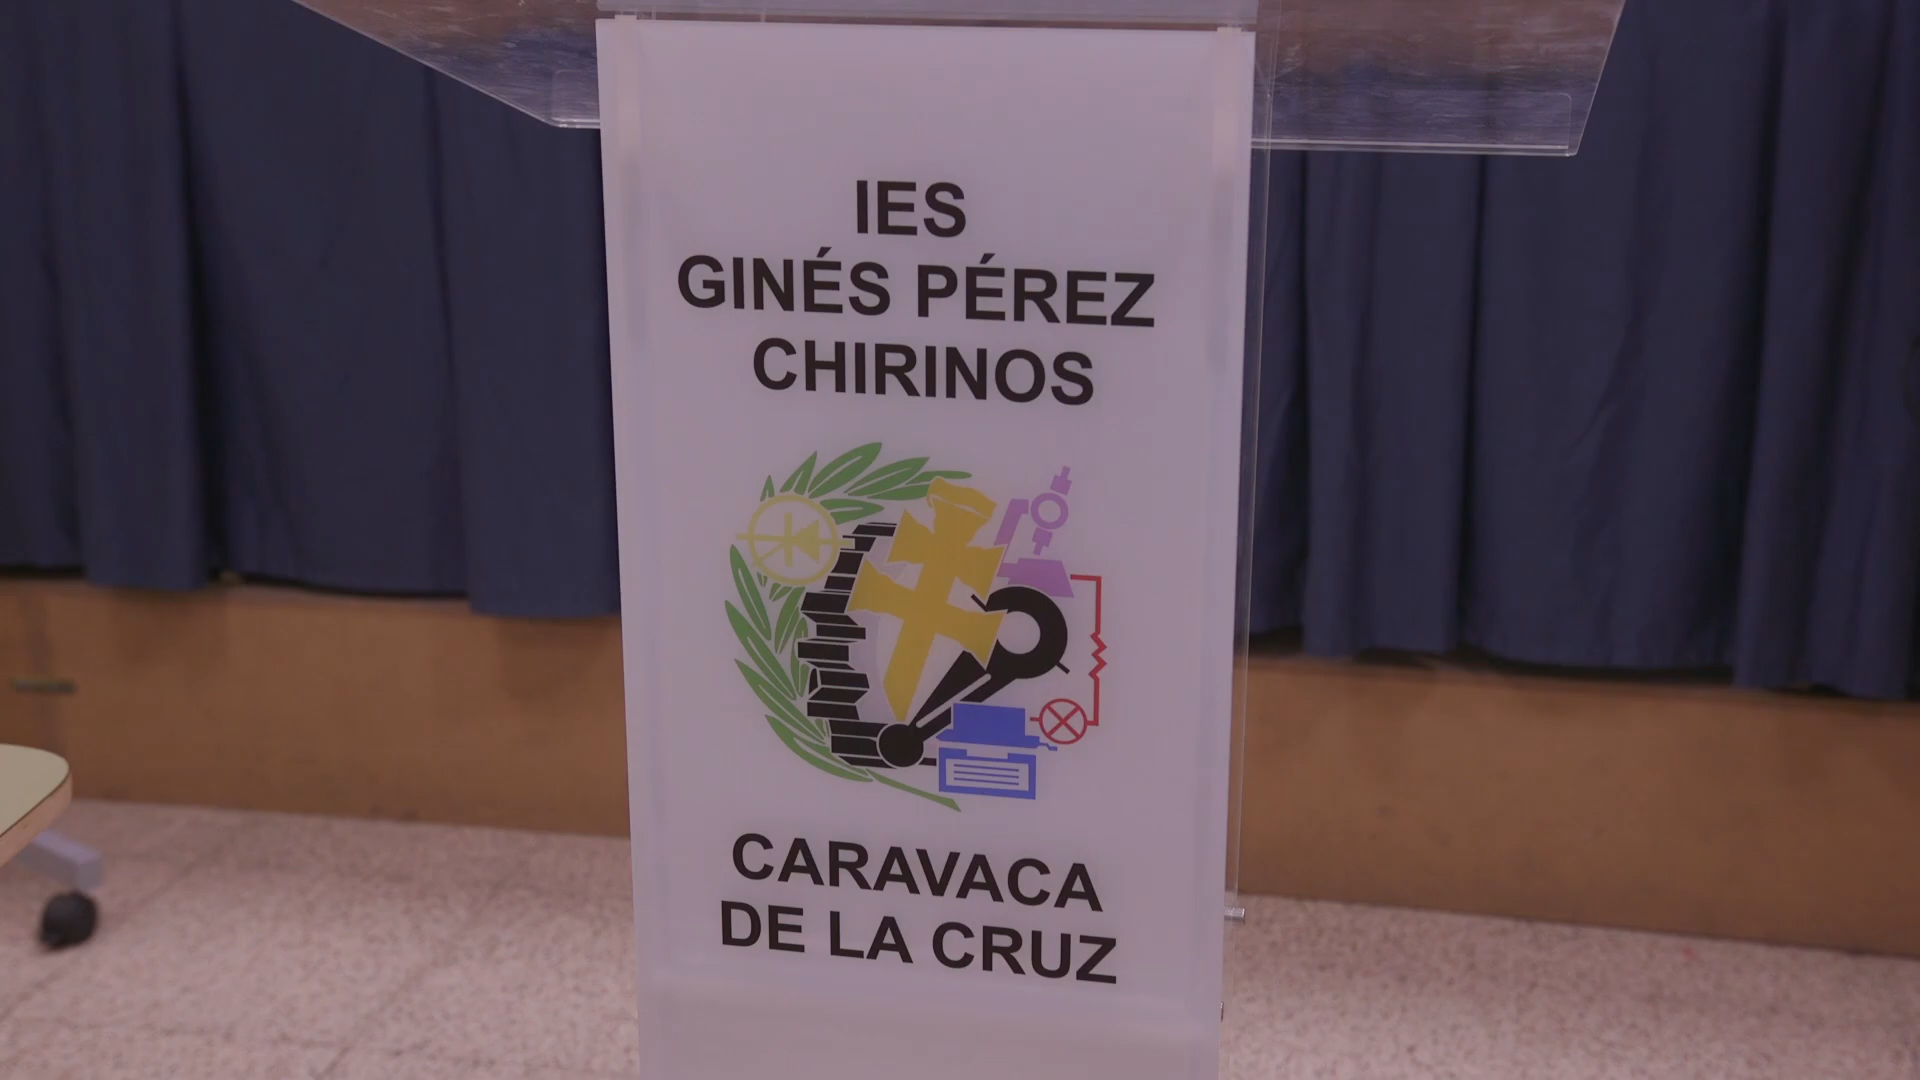 IES
GINÉS PÉREZ
CHIRINOS
CARAVACA
DE LA CRUZ